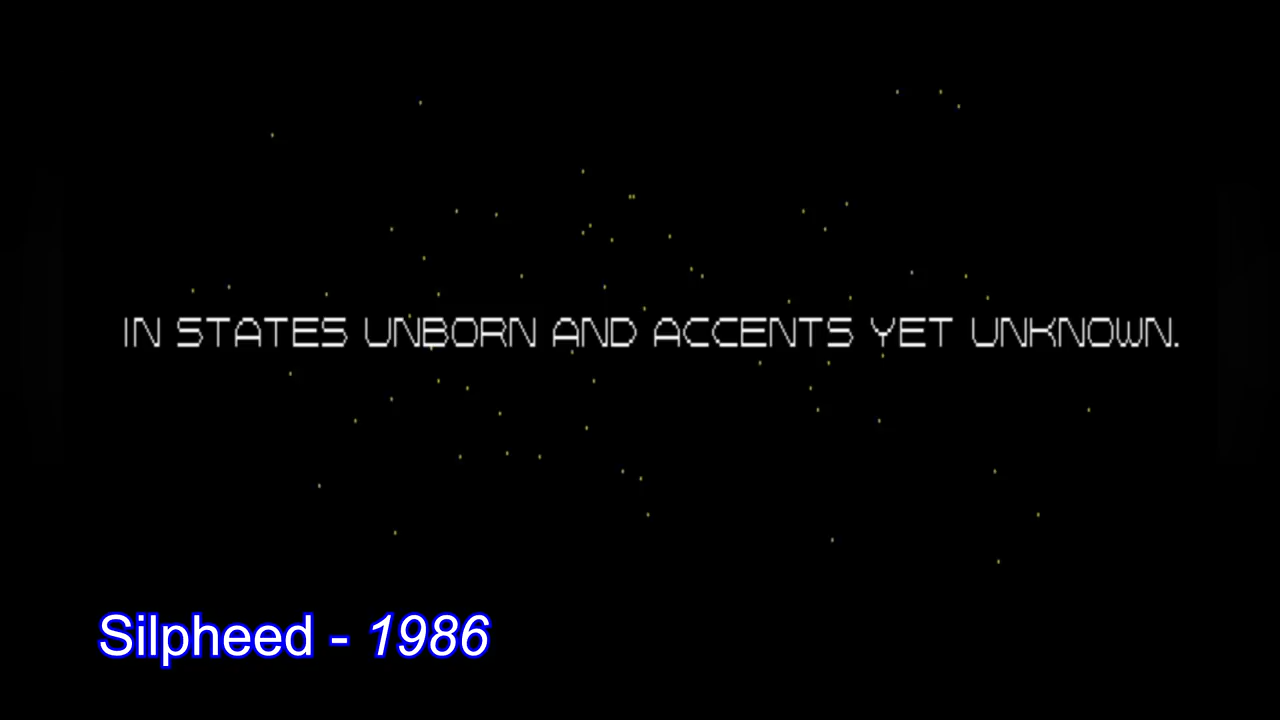 IN STATES UNBORN AND ACCENTS YET UNKNOWN.
Silpheed - 1986